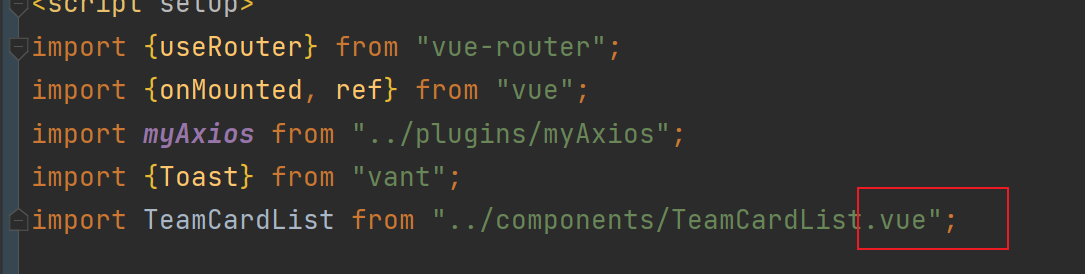 <script setup>
import {useRouter} from "vue-router";
import {onMounted, ref} from "vue";
import myAxios from "../plugins/myAxios";
import {Toast} from "vant";
import TeamCardList from "../components/TeamCardList.vue";